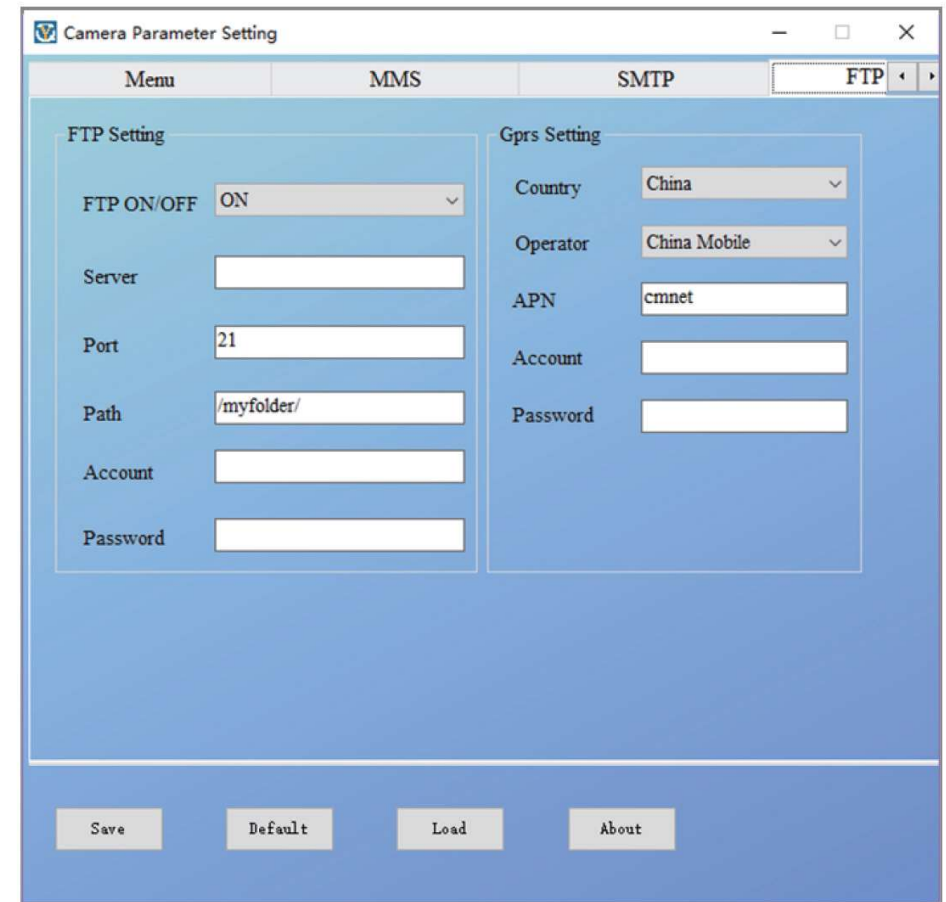 Camera Parameter Setting
Menu MMS SMTP FTP
FTP Setting
FTP ON/OFF ON
Server
Port 21
Path /myfolder/
Account
Password
Gprs Setting
Country China
Operator China Mobile
APN cmnet
Account
Password
Save Default Load About